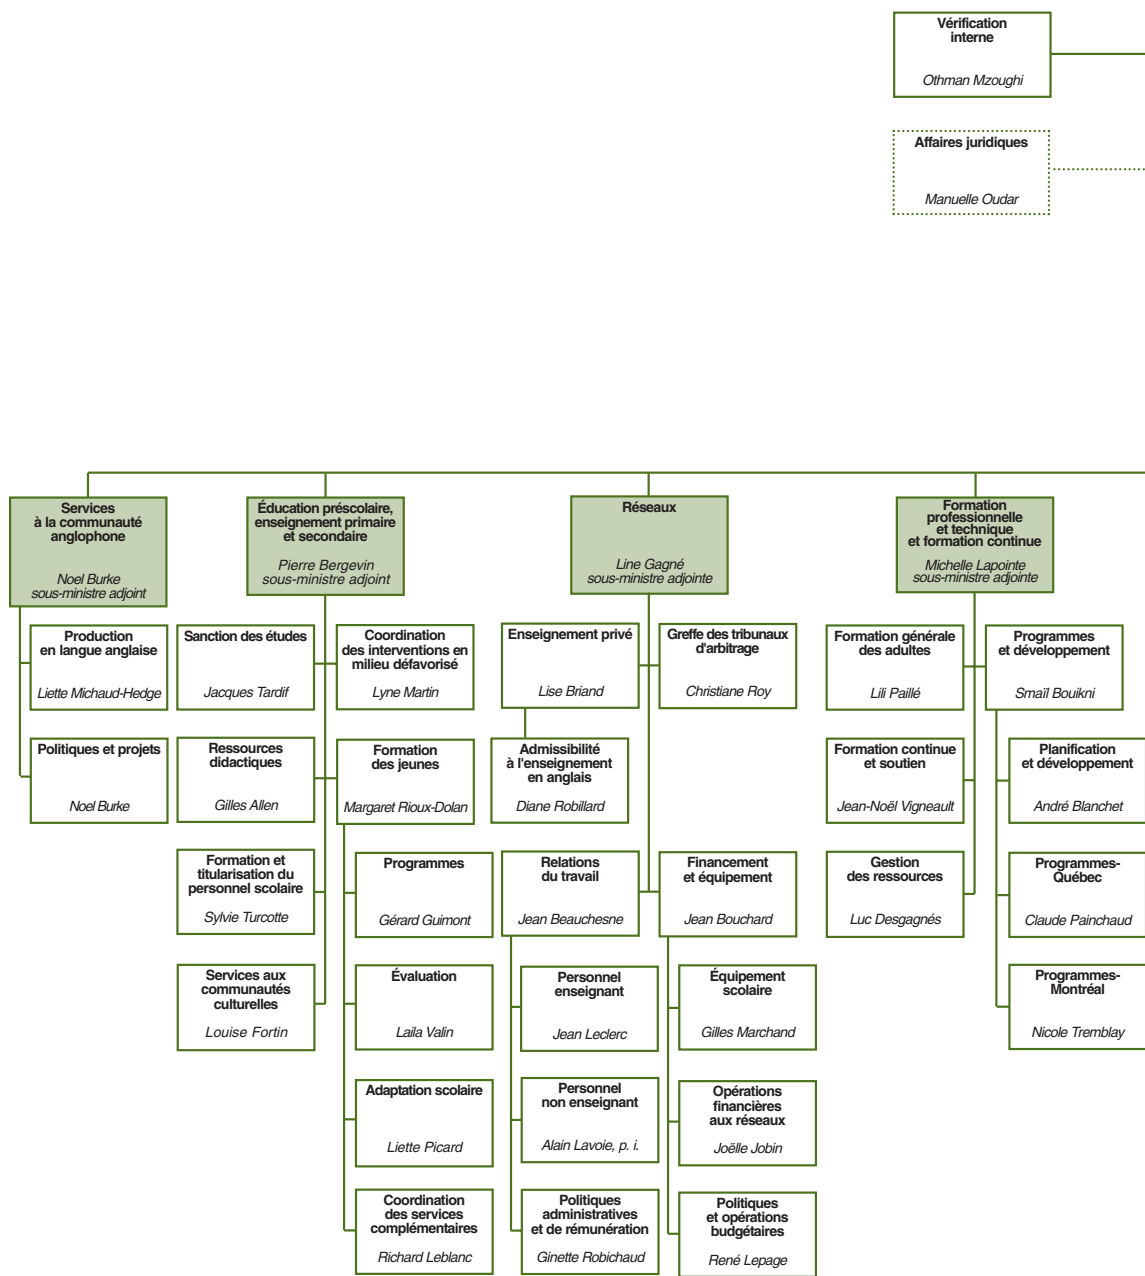 Vérification
interne
Othman Mzoughi
Affaires juridiques
Manuelle Oudar
Services
à la communauté
anglophone
Noel Burke
sous-ministre adjoint
Production
en langue anglaise
Liette Michaud-Hedge
Politiques et projets
Noel Burke
Éducation préscolaire,
enseignement primaire
et secondaire
Pierre Bergevin
sous-ministre adjoint
Sanction des études
Jacques Tardif
Coordination
des interventions en
milieu défavorisé
Lyne Martin
Ressources
didactiques
Gilles Allen
Formation
des jeunes
Margaret Rioux-Dolan
Formation et
titularisation du
personnel scolaire
Sylvie Turcotte
Services aux
communautés
culturelles
Louise Fortin
Programmes
Gérard Guimont
Évaluation
Laila Valin
Adaptation scolaire
Liette Picard
Coordination
des services
complémentaires
Richard Leblanc
Réseaux
Line Gagné
sous-ministre adjointe
Enseignement privé
Lise Briand
Greffe des tribunaux
d'arbitrage
Christiane Roy
Admissibilité
à l'enseignement
en anglais
Diane Robillard
Relations
du travail
Jean Beauchesne
Financement
et équipement
Jean Bouchard
Personnel
enseignant
Jean Leclerc
Personnel
non enseignant
Alain Lavoie, p. i.
Politiques
administratives
et de rémunération
Ginette Robichaud
Équipement
scolaire
Gilles Marchand
Opérations
financières
aux réseaux
Joëlle Jobin
Politiques
et opérations
budgétaires
René Lepage
Formation
professionnelle
et technique
et formation continue
Michelle Lapointe
sous-ministre adjointe
Formation générale
des adultes
Lili Paillé
Programmes
et développement
Smaïl Bouikni
Formation continue
et soutien
Jean-Noël Vigneault
Gestion
des ressources
Luc Desgagnés
Planification
et développement
André Blanchet
Programmes-
Québec
Claude Painchaud
Programmes-
Montréal
Nicole Tremblay